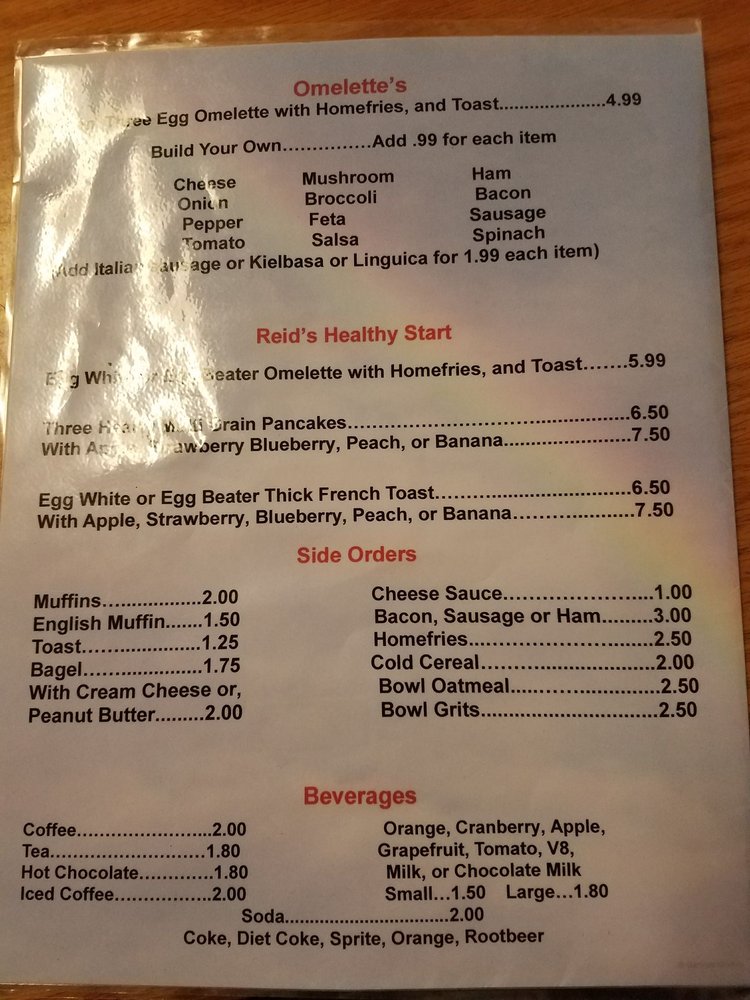 Omelette's
Three Egg Omelette with Homefries, and Toast......................4.99
Build Your Own...............Add .99 for each item
Cheese Mushroom Ham
Onion Broccoli Bacon
Pepper Feta Sausage
Tomato Salsa Spinach
Add Italian Sausage or Kielbasa or Linguica for 1.99 each item)
Reid's Healthy Start
Egg White or Egg Beater Omelette with Homefries, and Toast.......5.99
Three Multi Grain Pancakes......................................................6.50
With Apple, Strawberry Blueberry, Peach, or Banana........................7.50
Egg White or Egg Beater Thick French Toast.....................................6.50
With Apple, Strawberry, Blueberry, Peach, or Banana.......................7.50
Side Orders
Muffins...................2.00
English Muffin.......1.50
Toast.......................1.25
Bagel.......................1.75
With Cream Cheese or,
Peanut Butter.........2.00
Cheese Sauce.............................1.00
Bacon, Sausage or Ham.........3.00
Homefries...................................2.50
Cold Cereal.................................2.00
Bowl Oatmeal.............................2.50
Bowl Grits..................................2.50
Beverages
Coffee.........................2.00
Tea.............................1.80
Hot Chocolate.............1.80
Iced Coffee..................2.00
Orange, Cranberry, Apple,
Grapefruit, Tomato, V8,
Milk, or Chocolate Milk
Small...1.50 Large...1.80
Soda.................................2.00
Coke, Diet Coke, Sprite, Orange, Rootbeer